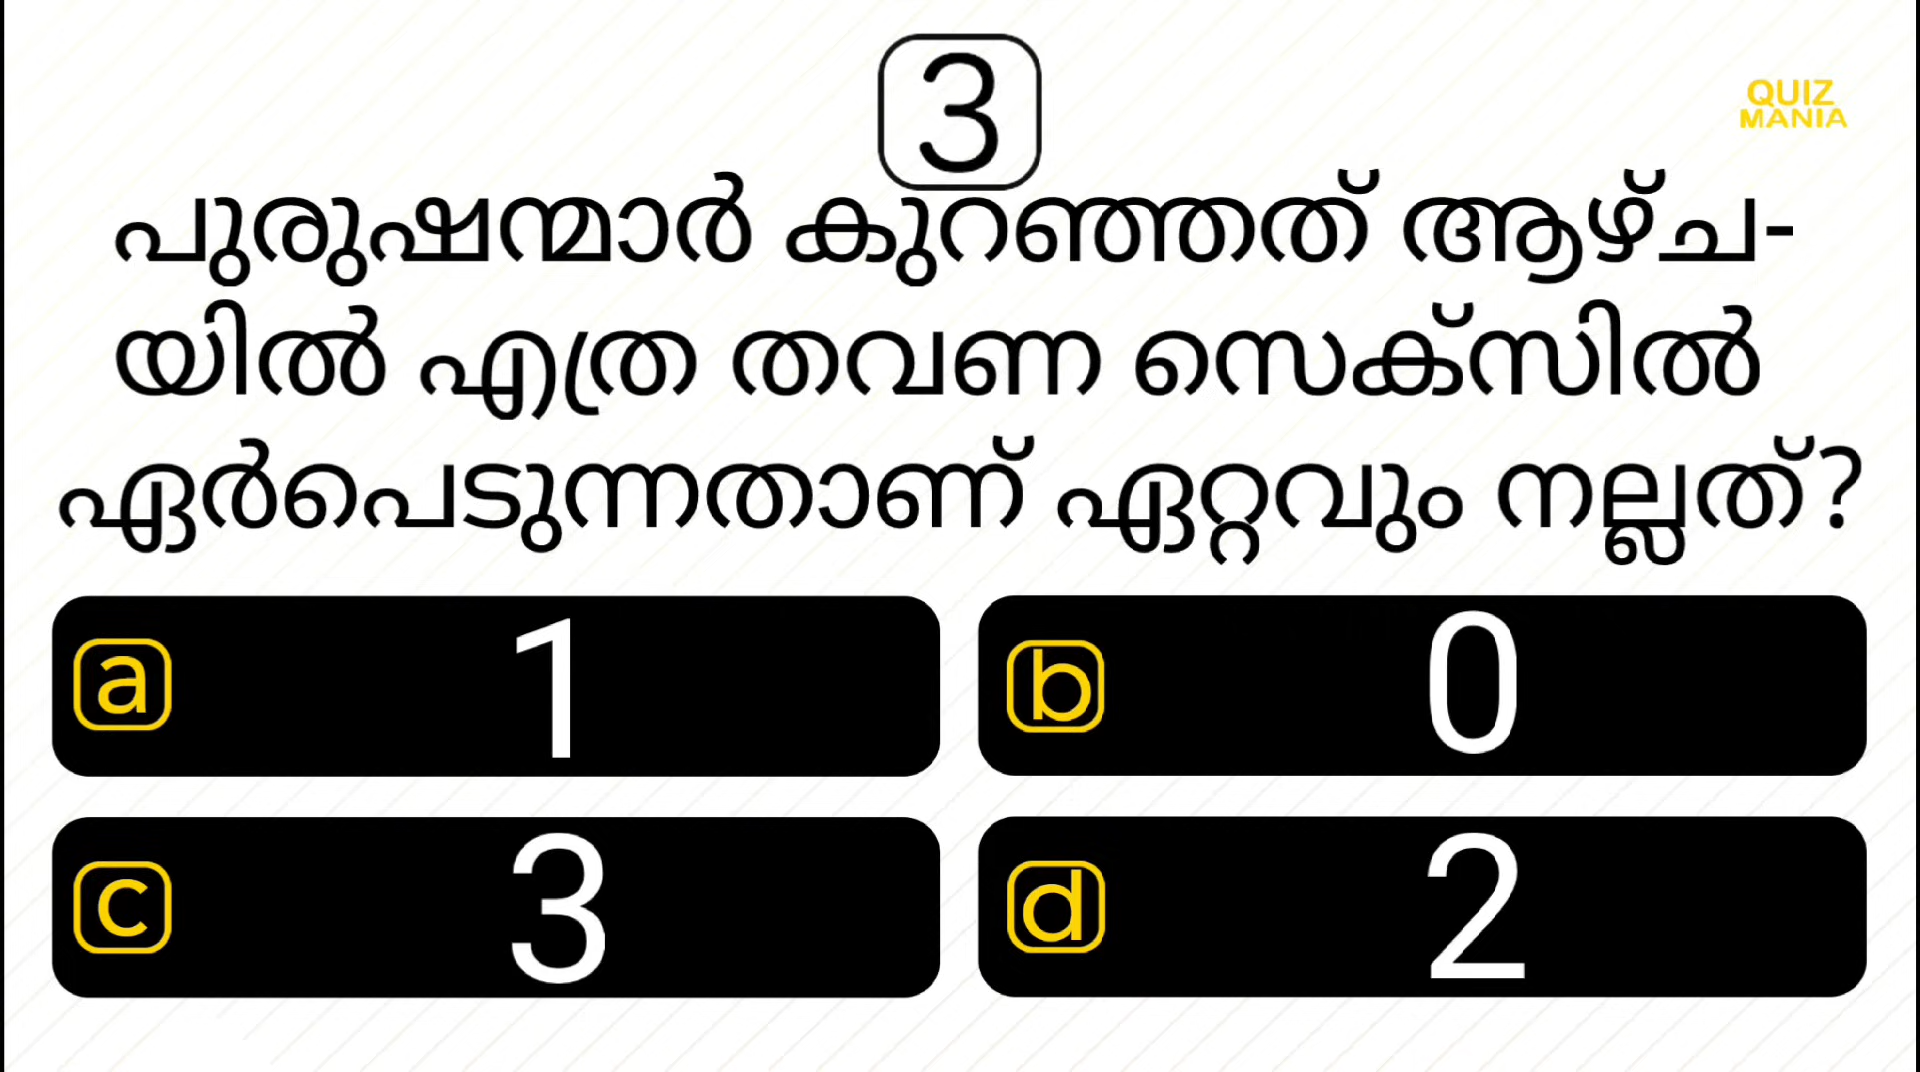 3
QUIZ
MANIA
പുരുഷന്മാർ കുറഞ്ഞത് ആഴ്ച-
യിൽ എത്ര തവണ സെക്സിൽ
ഏർപെടുന്നതാണ് ഏറ്റവും നല്ലത്?
a 1
b 0
c 3
d 2